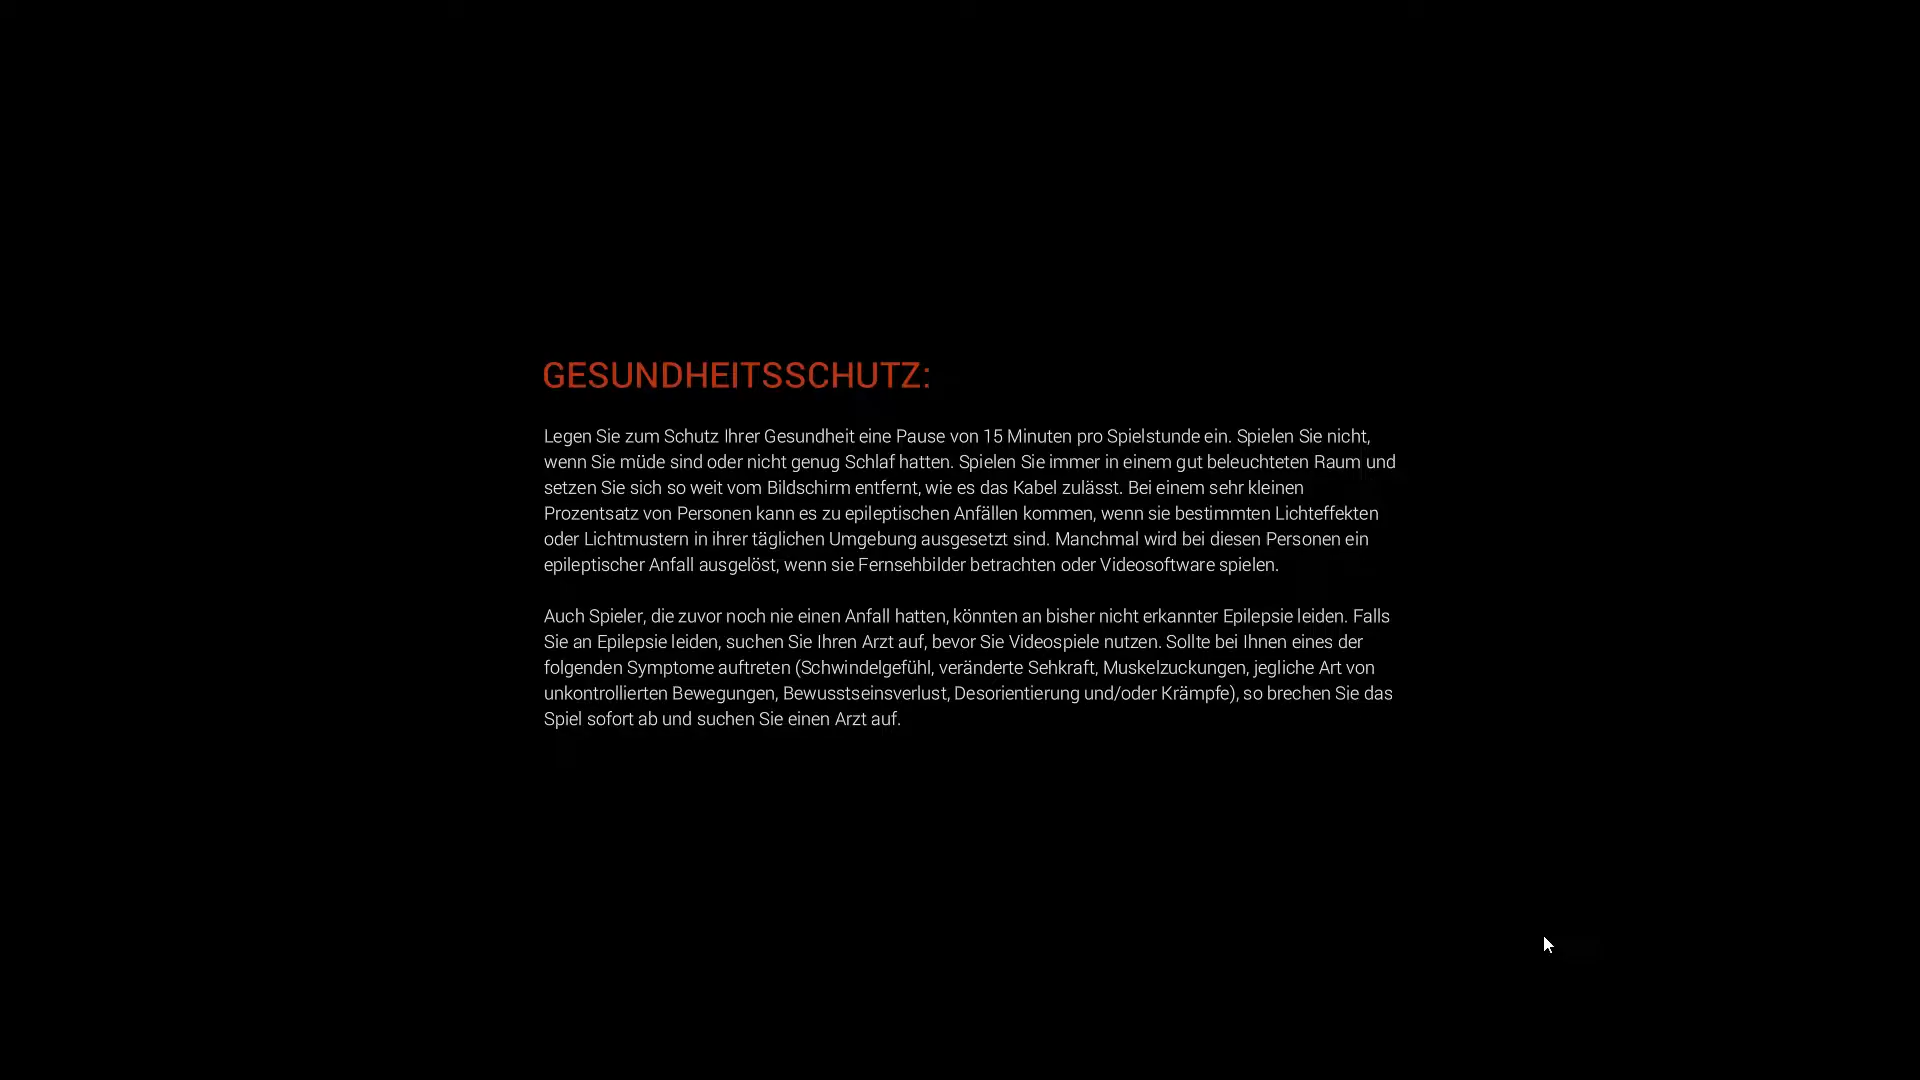 GESUNDHEITSSCHUTZ:
Legen Sie zum Schutz Ihrer Gesundheit eine Pause von 15 Minuten pro Spielstunde ein. Spielen Sie nicht,
wenn Sie müde sind oder nicht genug Schlaf hatten. Spielen Sie immer in einem gut beleuchteten Raum und
setzen Sie sich so weit vom Bildschirm entfernt, wie es das Kabel zulässt. Bei einem sehr kleinen
Prozentsatz von Personen kann es zu epileptischen Anfällen kommen, wenn sie bestimmten Lichteffekten
oder Lichtmustern in ihrer täglichen Umgebung ausgesetzt sind. Manchmal wird bei diesen Personen ein
epileptischer Anfall ausgelöst, wenn sie Fernsehbilder betrachten oder Videosoftware spielen.
Auch Spieler, die zuvor noch nie einen Anfall hatten, könnten an bisher nicht erkannter Epilepsie leiden. Falls
Sie an Epilepsie leiden, suchen Sie Ihren Arzt auf, bevor Sie Videospiele nutzen. Sollte bei Ihnen eines der
folgenden Symptome auftreten (Schwindelgefühl, veränderte Sehkraft, Muskelzuckungen, jegliche Art von
unkontrollierten Bewegungen, Bewusstseinsverlust, Desorientierung und/oder Krämpfe), so brechen Sie das
Spiel sofort ab und suchen Sie einen Arzt auf.